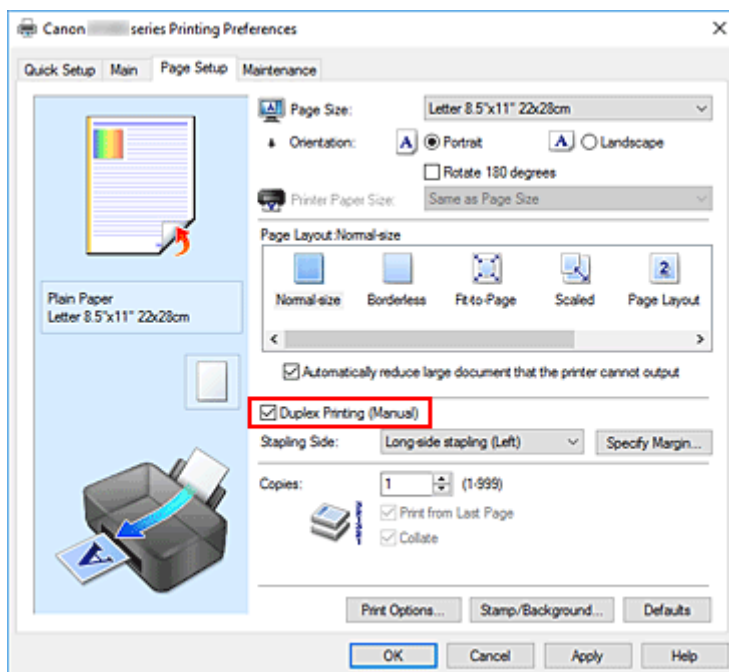 Canon series Printing Preferences
Quick Setup Main Page Setup Maintenance
Page Size: Letter 8.5"x11" 22x28cm
Orientation: A Portrait A Landscape
Rotate 180 degrees
Printer Paper Size: Same as Page Size
Page Layout:Normal-size
Normal-size Borderless Fit-to-Page Scaled Page Layout
2
Plain Paper
Letter 8.5"x11" 22x28cm
Automatically reduce large document that the printer cannot output
Duplex Printing (Manual)
Stapling Side: Long-side stapling (Left) Specify Margin...
Copies: 1 (1-999)
Print from Last Page
Collate
A
Print Options... Stamp/Background... Defaults
OK Cancel Apply Help